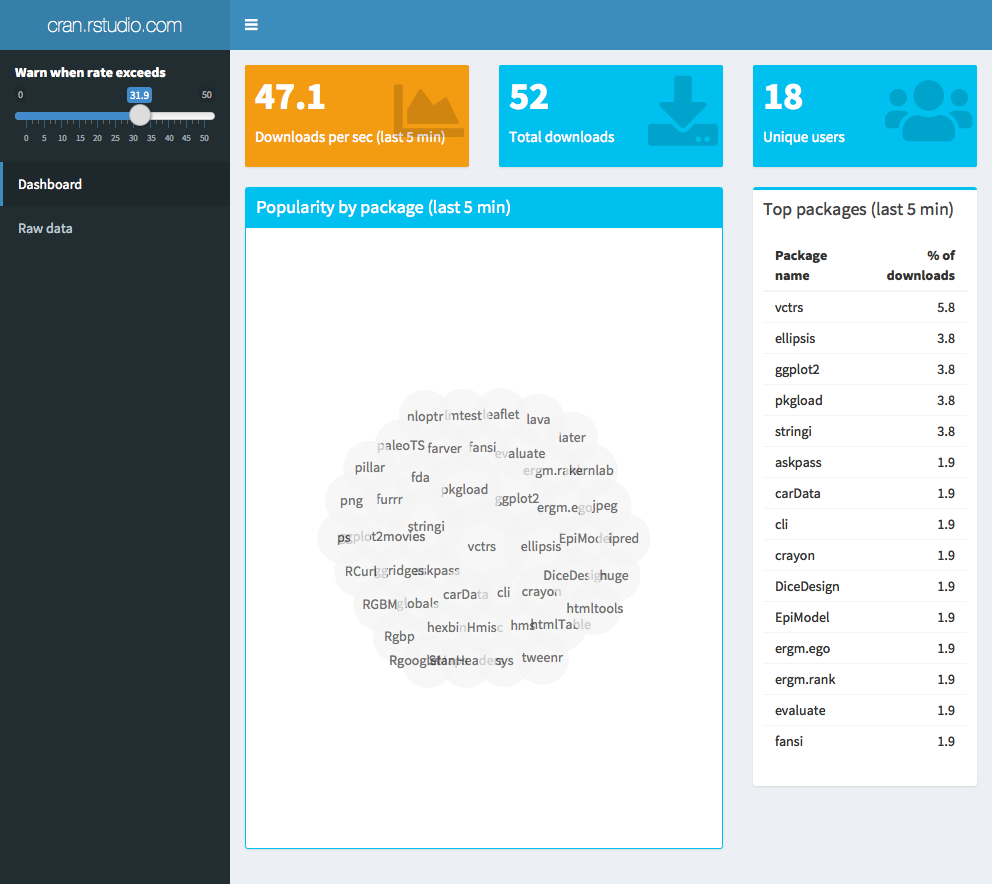 cran.rstudio.com
Warn when rate exceeds
0 31.9 50
0 5 10 15 20 25 30 35 40 45 50
Dashboard
Raw data
47.1
Downloads per sec (last 5 min)
52
Total downloads
18
Unique users
Popularity by package (last 5 min)
nloptr lmtest leaflet lava
later
paleoTS farver fansi evaluate
pillar fda kernlab
pkgload
png furrr ggplot2 ergm.ego jpeg
stringi
ps ggplot2movies vctrs ellipsis EpiModel ipred
RCurl ggridges askpass DiceDesign huge
carData cli crayon
RGBM globals htmltools
hexbin Hmisc hms htmlTable
Rgbp
StanHeaders sys tweenr
Top packages (last 5 min)
Package name % of downloads
vctrs 5.8
ellipsis 3.8
ggplot2 3.8
pkgload 3.8
stringi 3.8
askpass 1.9
carData 1.9
cli 1.9
crayon 1.9
DiceDesign 1.9
EpiModel 1.9
ergm.ego 1.9
ergm.rank 1.9
evaluate 1.9
fansi 1.9